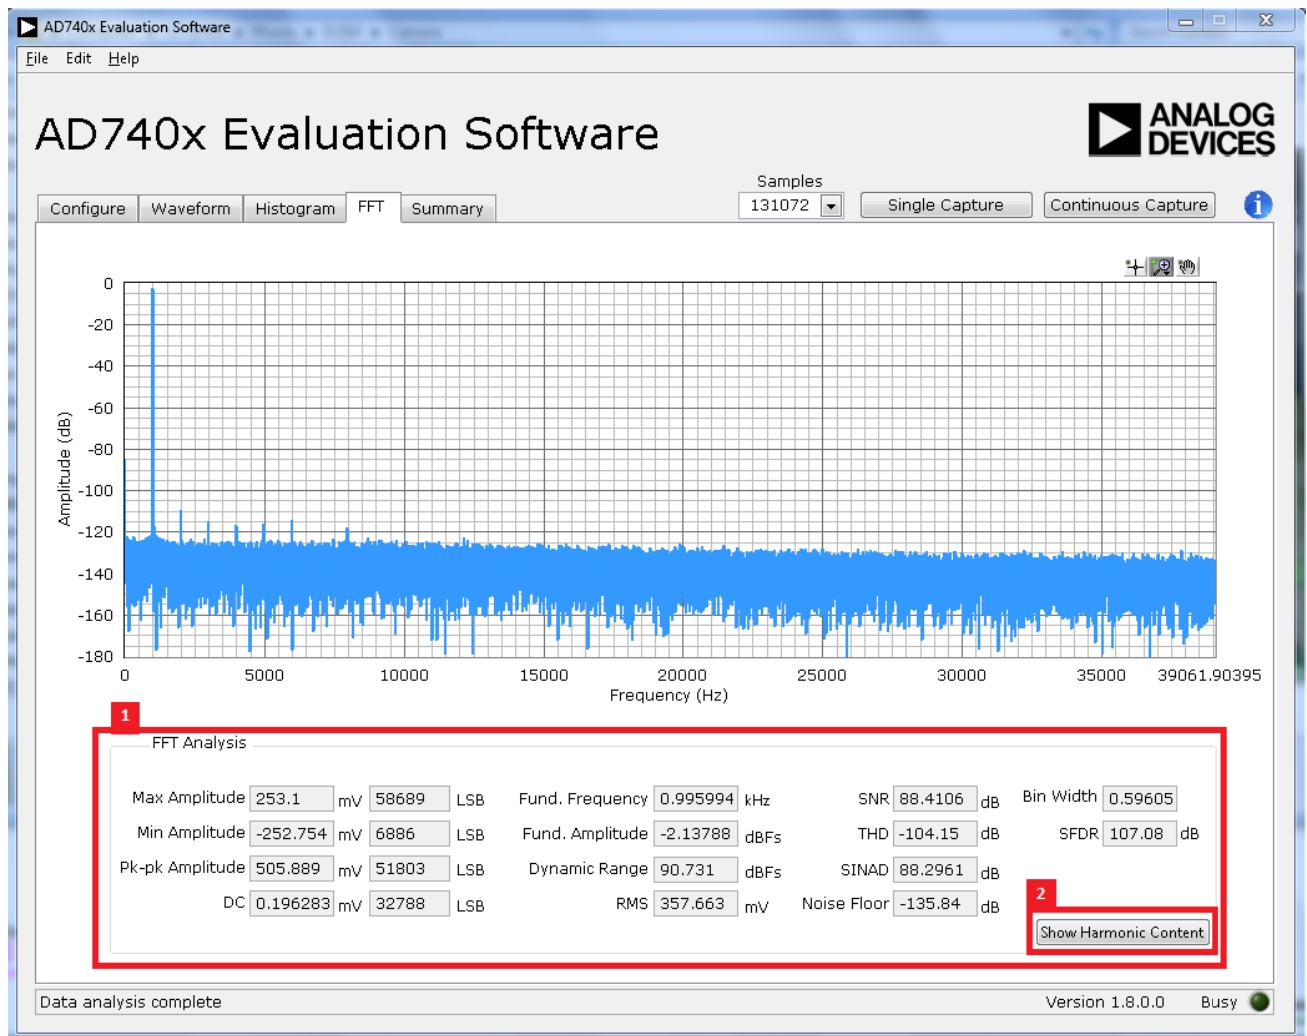 AD740x Evaluation Software
File Edit Help
AD740x Evaluation Software
ANALOG
DEVICES
Samples
Configure Waveform Histogram FFT Summary 131072 Single Capture Continuous Capture i
0
-20
-40
-60
-80
-100
-120
-140
-160
-180
Amplitude (dB)
0 5000 10000 15000 20000 25000 30000 35000 39061.90395
Frequency (Hz)
1
FFT Analysis
Max Amplitude 253.1 mV 58689 LSB Fund. Frequency 0.995994 kHz SNR 88.4106 dB Bin Width 0.59605
Min Amplitude -252.754 mV 6886 LSB Fund. Amplitude -2.13788 dBFs THD -104.15 dB SFDR 107.08 dB
Pk-pk Amplitude 505.889 mV 51803 LSB Dynamic Range 90.731 dBFs SINAD 88.2961 dB
DC 0.196283 mV 32788 LSB RMS 357.663 mV Noise Floor -135.84 dB
2
Show Harmonic Content
Data analysis complete Version 1.8.0.0 Busy